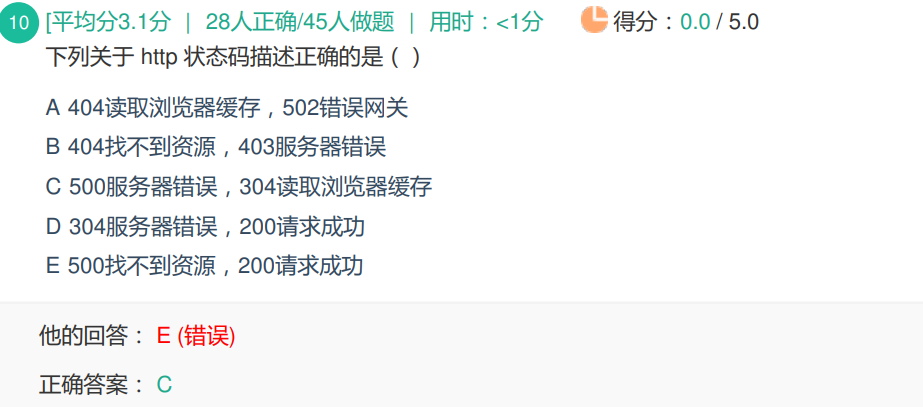 10 [平均分3.1分 | 28人正确/45人做题 | 用时：<1分 得分：0.0 / 5.0
下列关于 http 状态码描述正确的是（ ）
A 404读取浏览器缓存，502错误网关
B 404找不到资源，403服务器错误
C 500服务器错误，304读取浏览器缓存
D 304服务器错误，200请求成功
E 500找不到资源，200请求成功
他的回答： E (错误)
正确答案： C